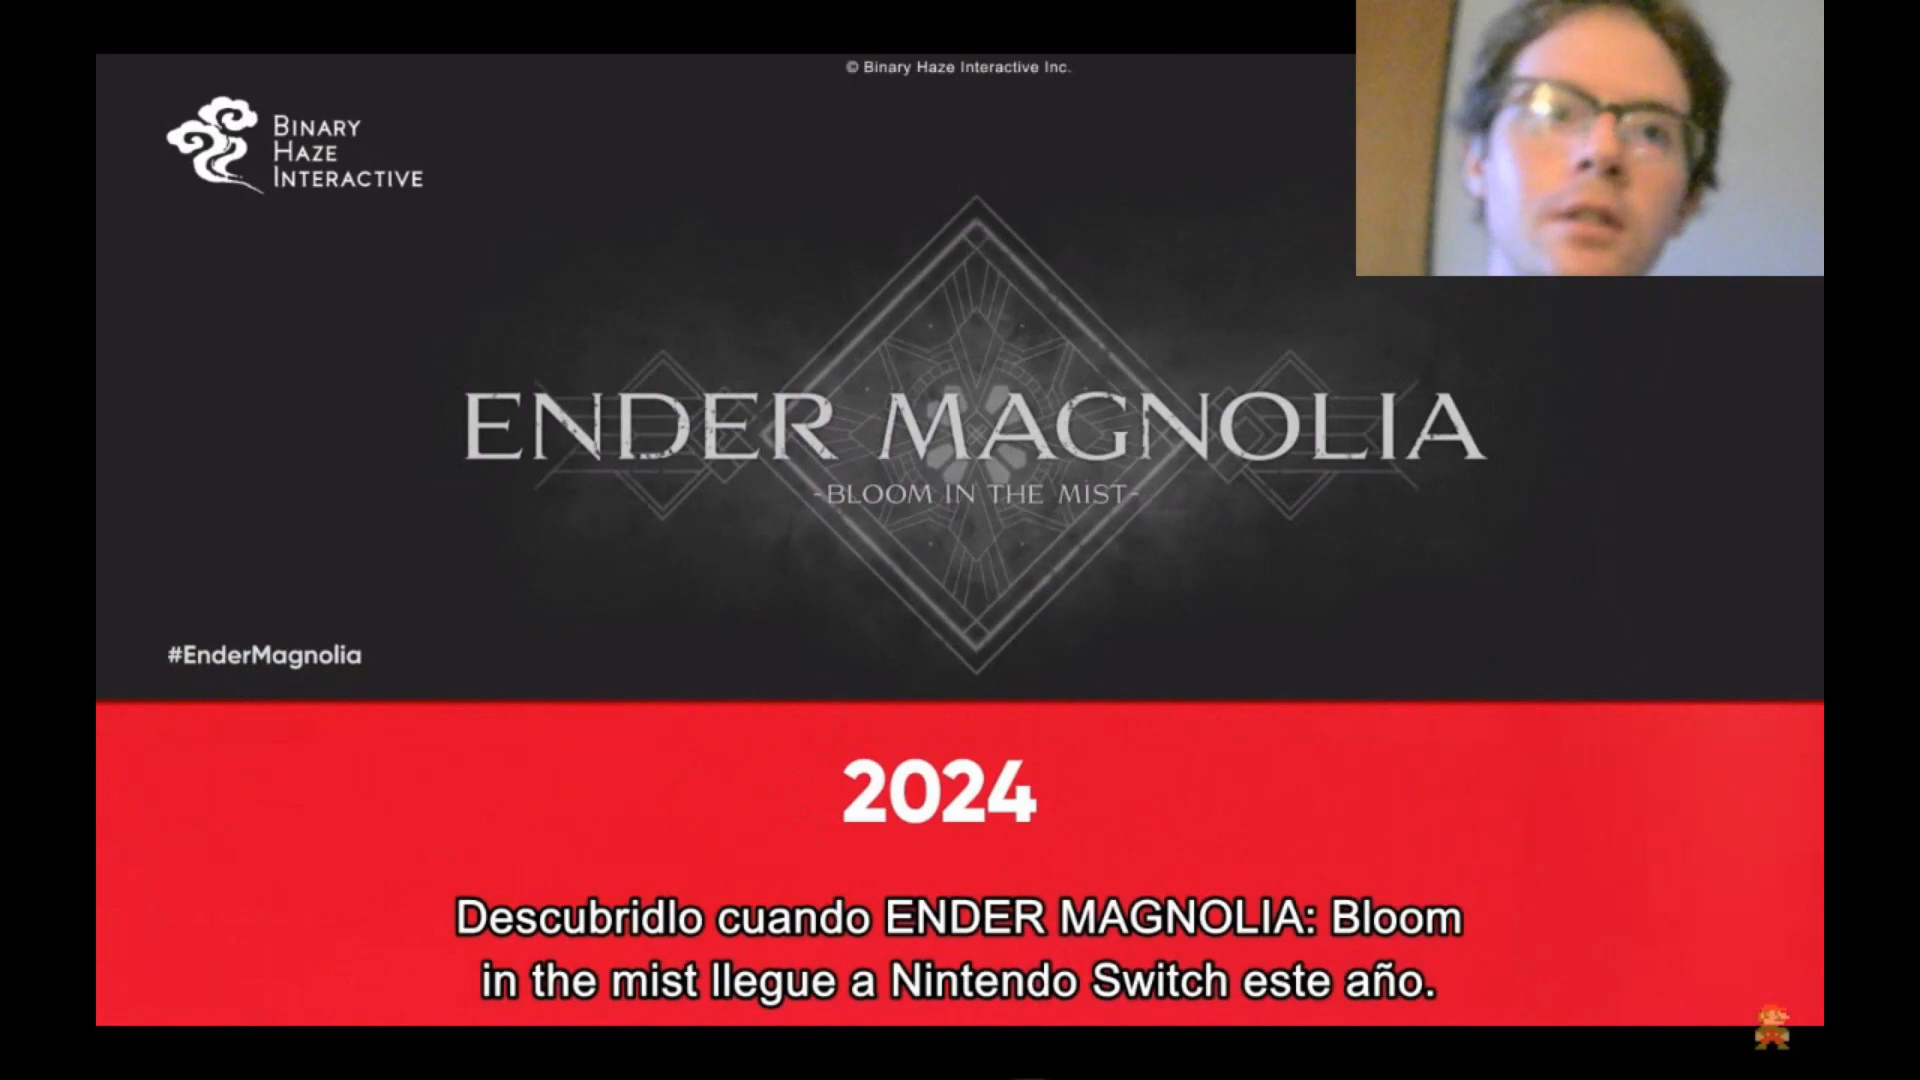 © Binary Haze Interactive Inc.
BINARY
HAZE
INTERACTIVE
ENDER MAGNOLIA
-BLOOM IN THE MIST-
#EnderMagnolia
2024
Descubridlo cuando ENDER MAGNOLIA: Bloom
in the mist llegue a Nintendo Switch este año.